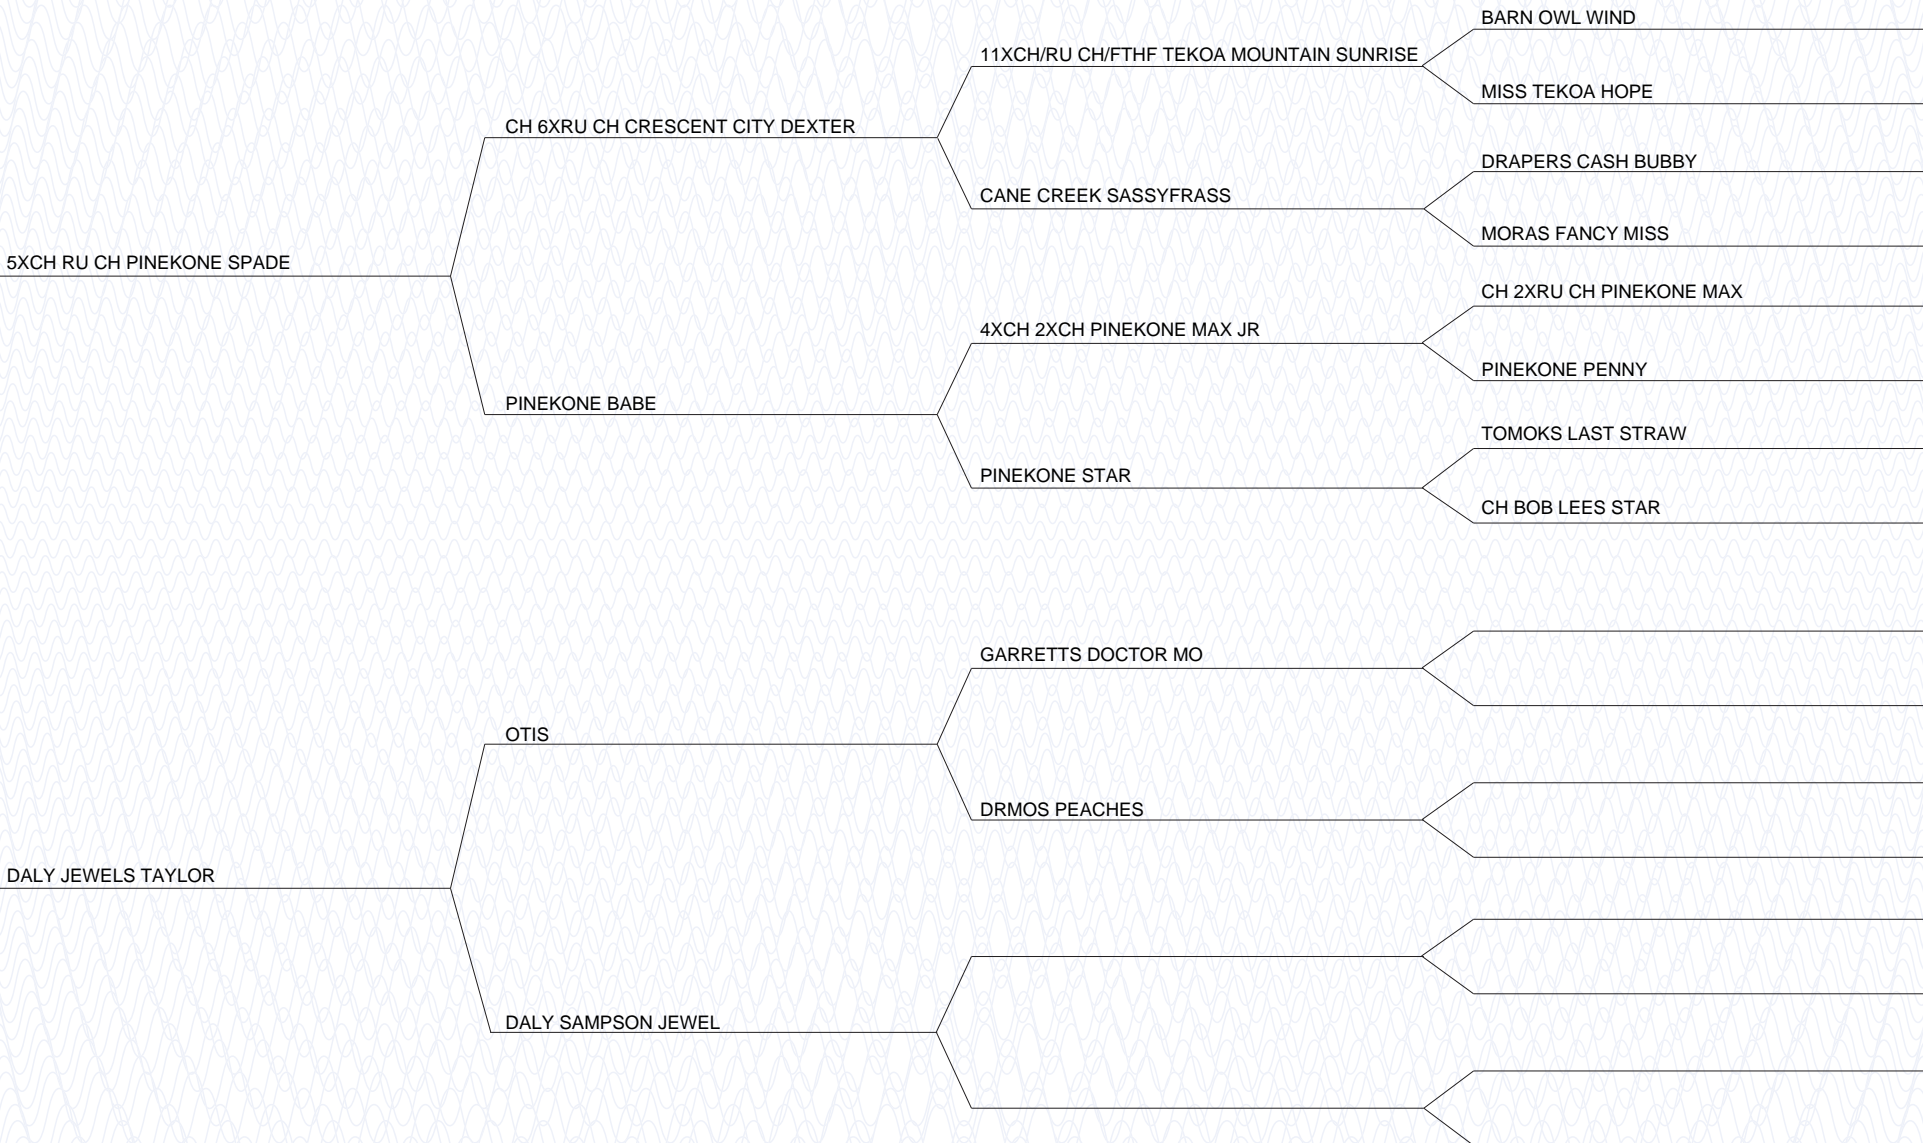 BARN OWL WIND
11XCH/RU CH/FTHF TEKOA MOUNTAIN SUNRISE
MISS TEKOA HOPE
CH 6XRU CH CRESCENT CITY DEXTER
DRAPERS CASH BUBBY
CANE CREEK SASSYFRASS
MORAS FANCY MISS
5XCH RU CH PINEKONE SPADE
CH 2XRU CH PINEKONE MAX
4XCH 2XCH PINEKONE MAX JR
PINEKONE PENNY
PINEKONE BABE
TOMOKS LAST STRAW
PINEKONE STAR
CH BOB LEES STAR
GARRETTS DOCTOR MO
OTIS
DRMOS PEACHES
DALY JEWELS TAYLOR
DALY SAMPSON JEWEL